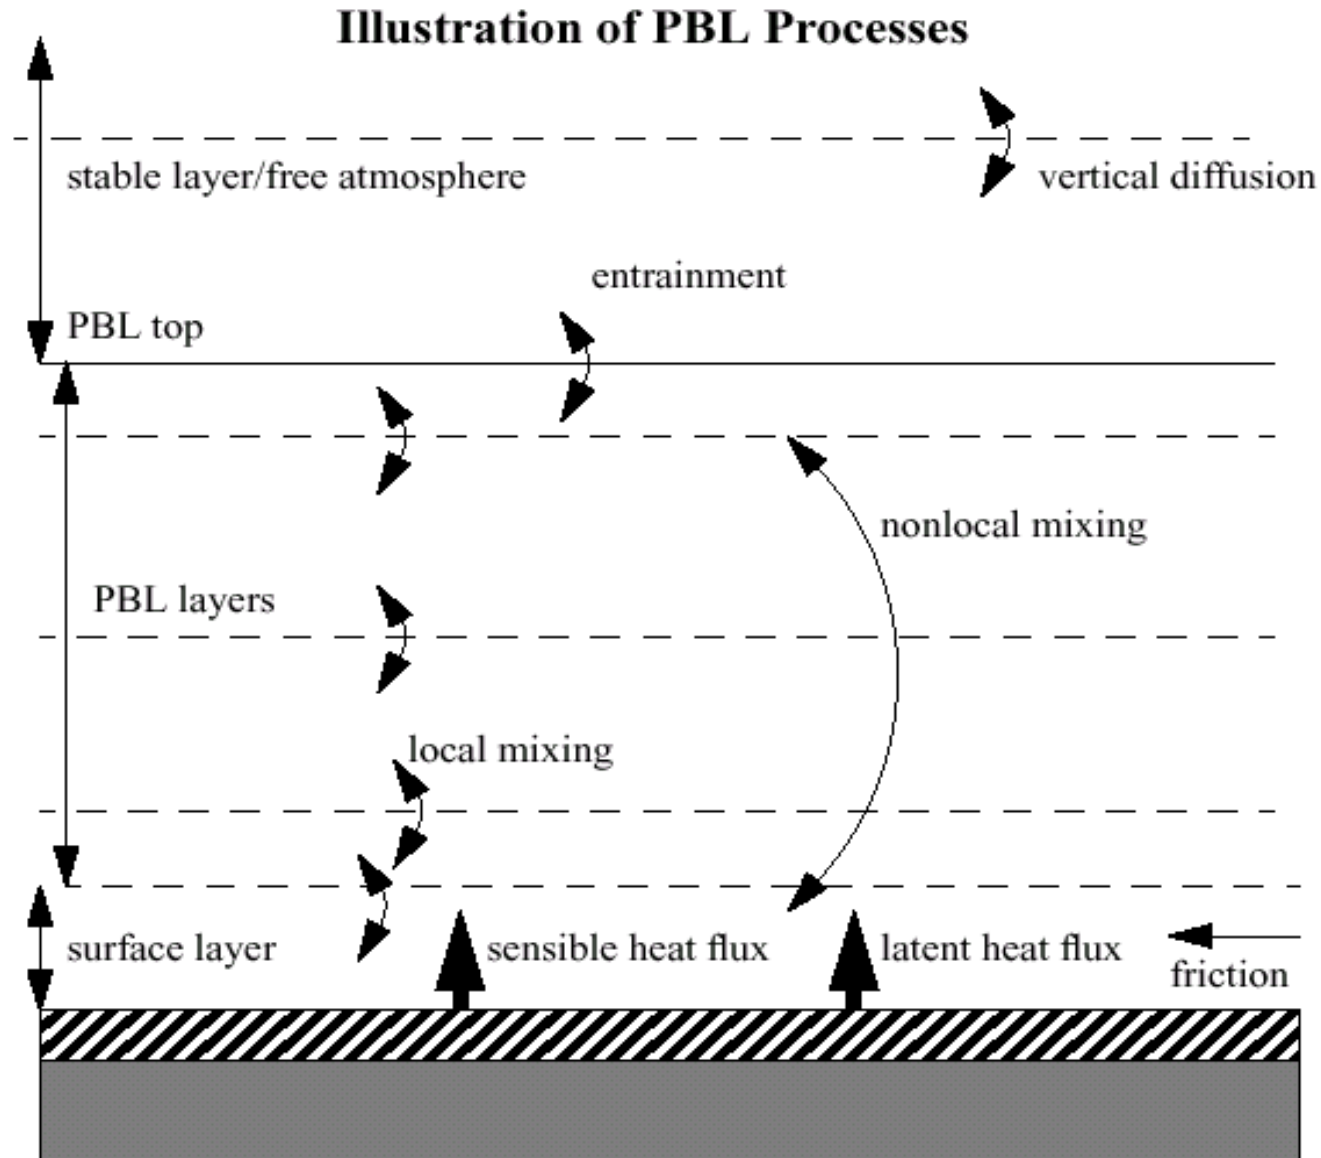 Illustration of PBL Processes
stable layer/free atmosphere
vertical diffusion
entrainment
PBL top
nonlocal mixing
PBL layers
local mixing
surface layer
sensible heat flux
latent heat flux
friction